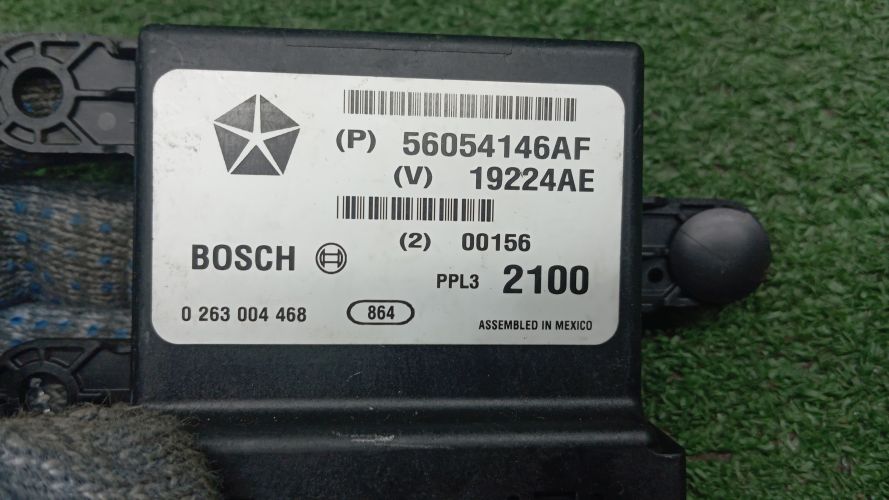 (P) 56054146AF
(V) 19224AE
(2) 00156
BOSCH
PPL3 2100
0 263 004 468
864
ASSEMBLED IN MEXICO